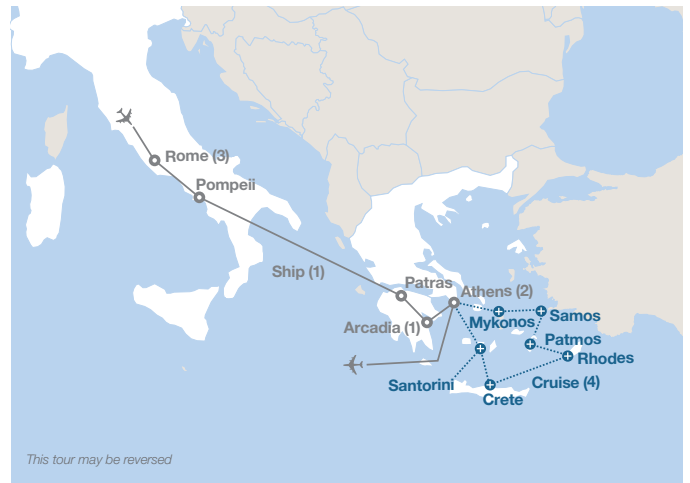 Rome (3)
Pompeii
Ship (1)
Patras
Athens (2)
Arcadia (1)
Mykonos
Samos
Patmos
Rhodes
Santorini
Cruise (4)
Crete
This tour may be reversed